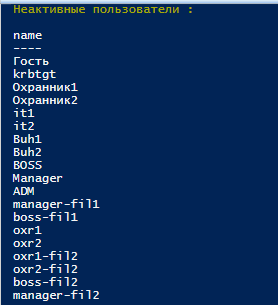 Неактивные пользователи :
name
----
Гость
krbtgt
Охранник1
Охранник2
it1
it2
Buh1
Buh2
BOSS
Manager
ADM
manager-fil1
boss-fil1
oxr1
oxr2
oxr1-fil2
oxr2-fil2
boss-fil2
manager-fil2